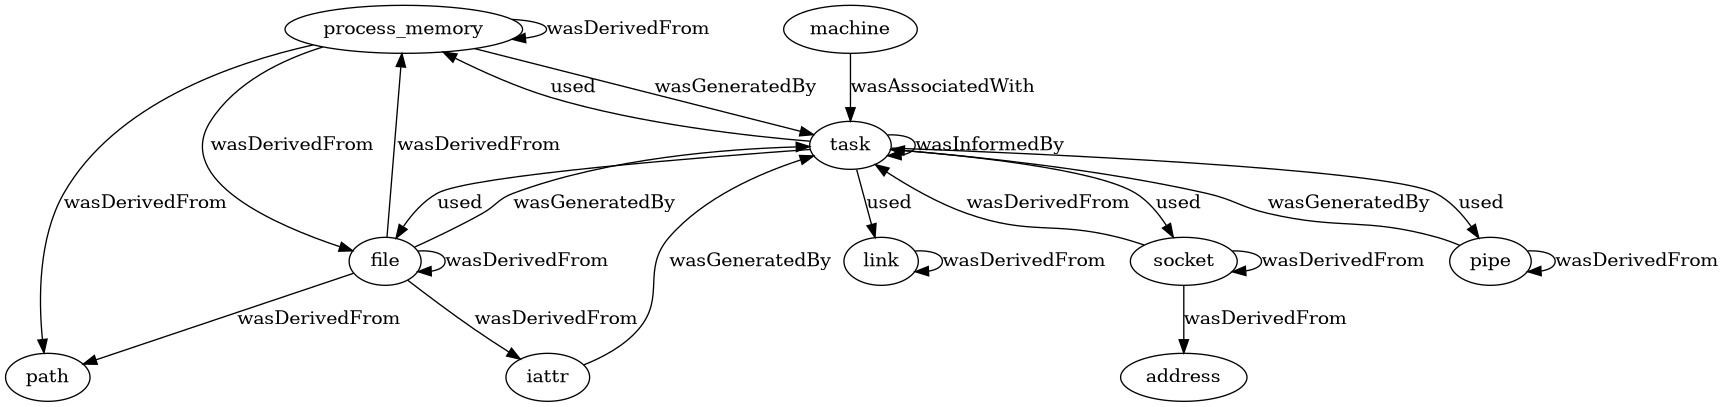 process_memory
wasDerivedFrom
machine
used
wasGeneratedBy
wasAssociatedWith
wasDerivedFrom
wasDerivedFrom
task
wasInformedBy
wasDerivedFrom
used
wasGeneratedBy
used
wasDerivedFrom
used
wasGeneratedBy
used
file
wasDerivedFrom
wasGeneratedBy
link
wasDerivedFrom
socket
wasDerivedFrom
pipe
wasDerivedFrom
wasDerivedFrom
wasDerivedFrom
wasDerivedFrom
path
iattr
address